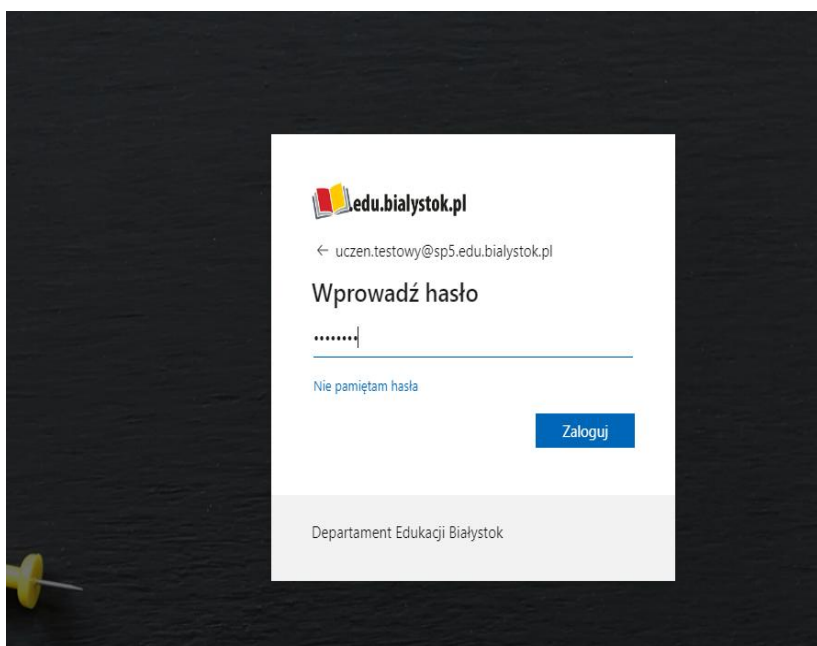 .edu.bialystok.pl
← uczen.testowy@sp5.edu.bialystok.pl
Wprowadź hasło
••••••••
Nie pamiętam hasła
Zaloguj
Departament Edukacji Białystok